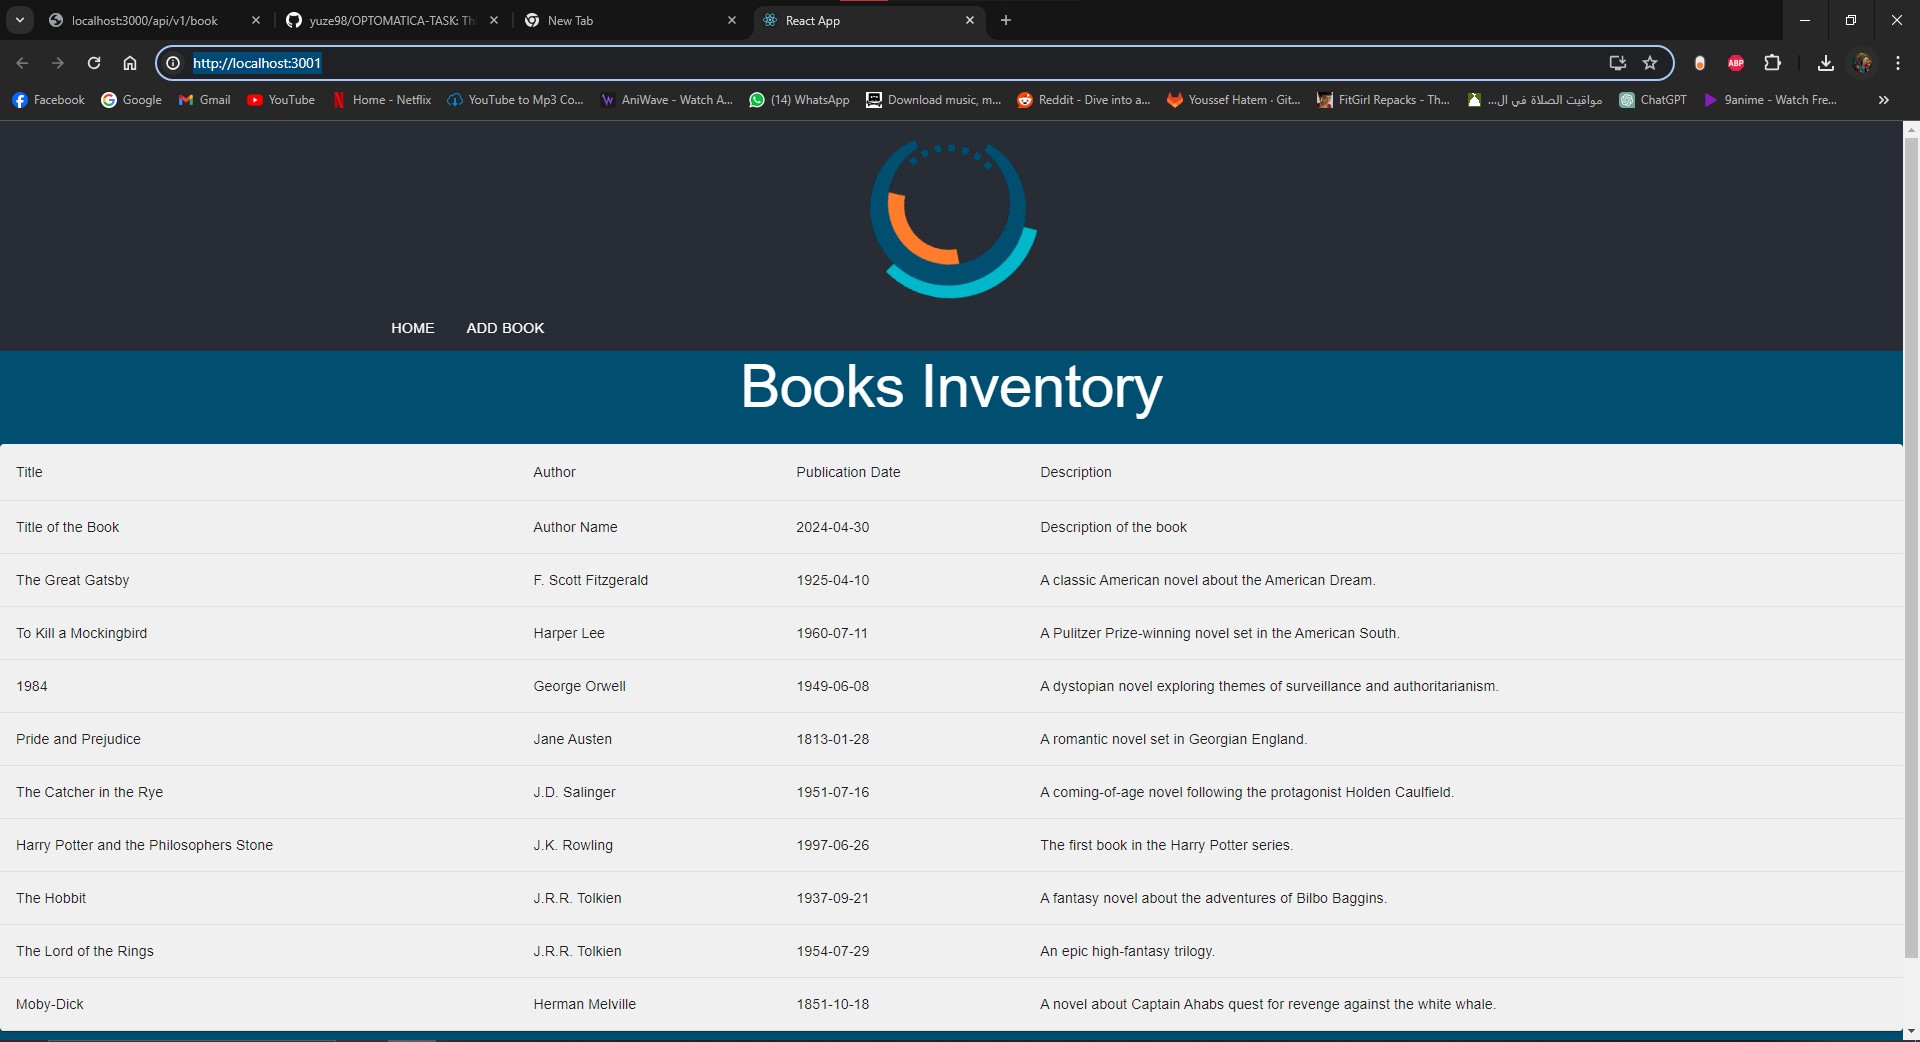 localhost:3000/api/v1/book yuze98/OPTOMATICA-TASK: Th New Tab React App
http://localhost:3001 ABP
Facebook Google Gmail YouTube Home - Netflix YouTube to Mp3 Co... AniWave - Watch A... (14) WhatsApp Download music, m... Reddit - Dive into a... Youssef Hatem · Git... FitGirl Repacks - Th... مواقيت الصلاة في ال... ChatGPT 9anime - Watch Fre... »
HOME ADD BOOK
Books Inventory
Title Author Publication Date Description
Title of the Book Author Name 2024-04-30 Description of the book
The Great Gatsby F. Scott Fitzgerald 1925-04-10 A classic American novel about the American Dream.
To Kill a Mockingbird Harper Lee 1960-07-11 A Pulitzer Prize-winning novel set in the American South.
1984 George Orwell 1949-06-08 A dystopian novel exploring themes of surveillance and authoritarianism.
Pride and Prejudice Jane Austen 1813-01-28 A romantic novel set in Georgian England.
The Catcher in the Rye J.D. Salinger 1951-07-16 A coming-of-age novel following the protagonist Holden Caulfield.
Harry Potter and the Philosophers Stone J.K. Rowling 1997-06-26 The first book in the Harry Potter series.
The Hobbit J.R.R. Tolkien 1937-09-21 A fantasy novel about the adventures of Bilbo Baggins.
The Lord of the Rings J.R.R. Tolkien 1954-07-29 An epic high-fantasy trilogy.
Moby-Dick Herman Melville 1851-10-18 A novel about Captain Ahabs quest for revenge against the white whale.